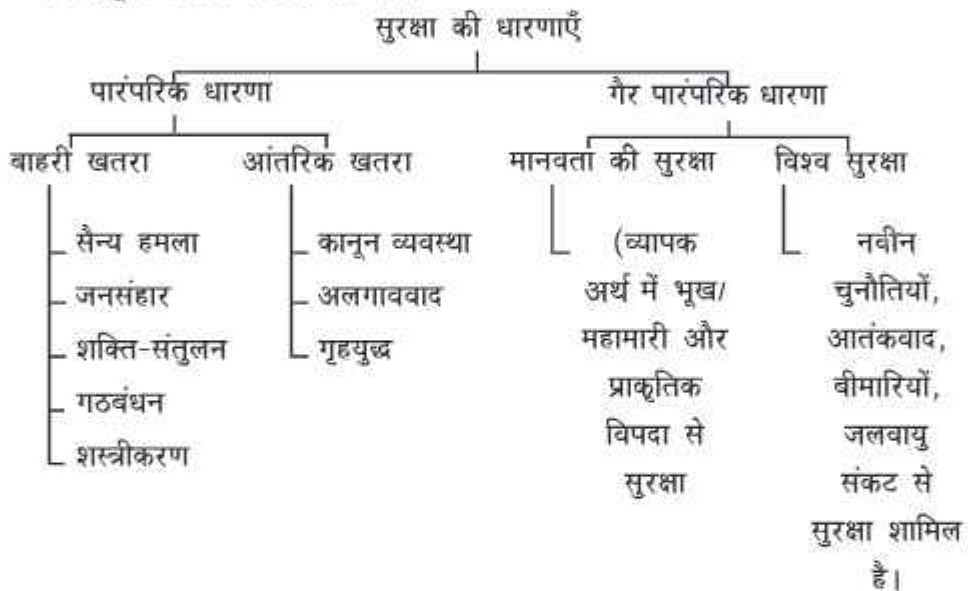 सुरक्षा की धारणाएँ
पारंपरिक धारणा
गैर पारंपरिक धारणा
बाहरी खतरा
आंतरिक खतरा
मानवता की सुरक्षा
विश्व सुरक्षा
सैन्य हमला
जनसंहार
शक्ति-संतुलन
गठबंधन
शस्त्रीकरण
कानून व्यवस्था
अलगाववाद
गृहयुद्ध
(व्यापक
अर्थ में भूख/
महामारी और
प्राकृतिक
विपदा से
सुरक्षा
नवीन
चुनौतियों,
आतंकवाद,
बीमारियों,
जलवायु
संकट से
सुरक्षा शामिल
है।